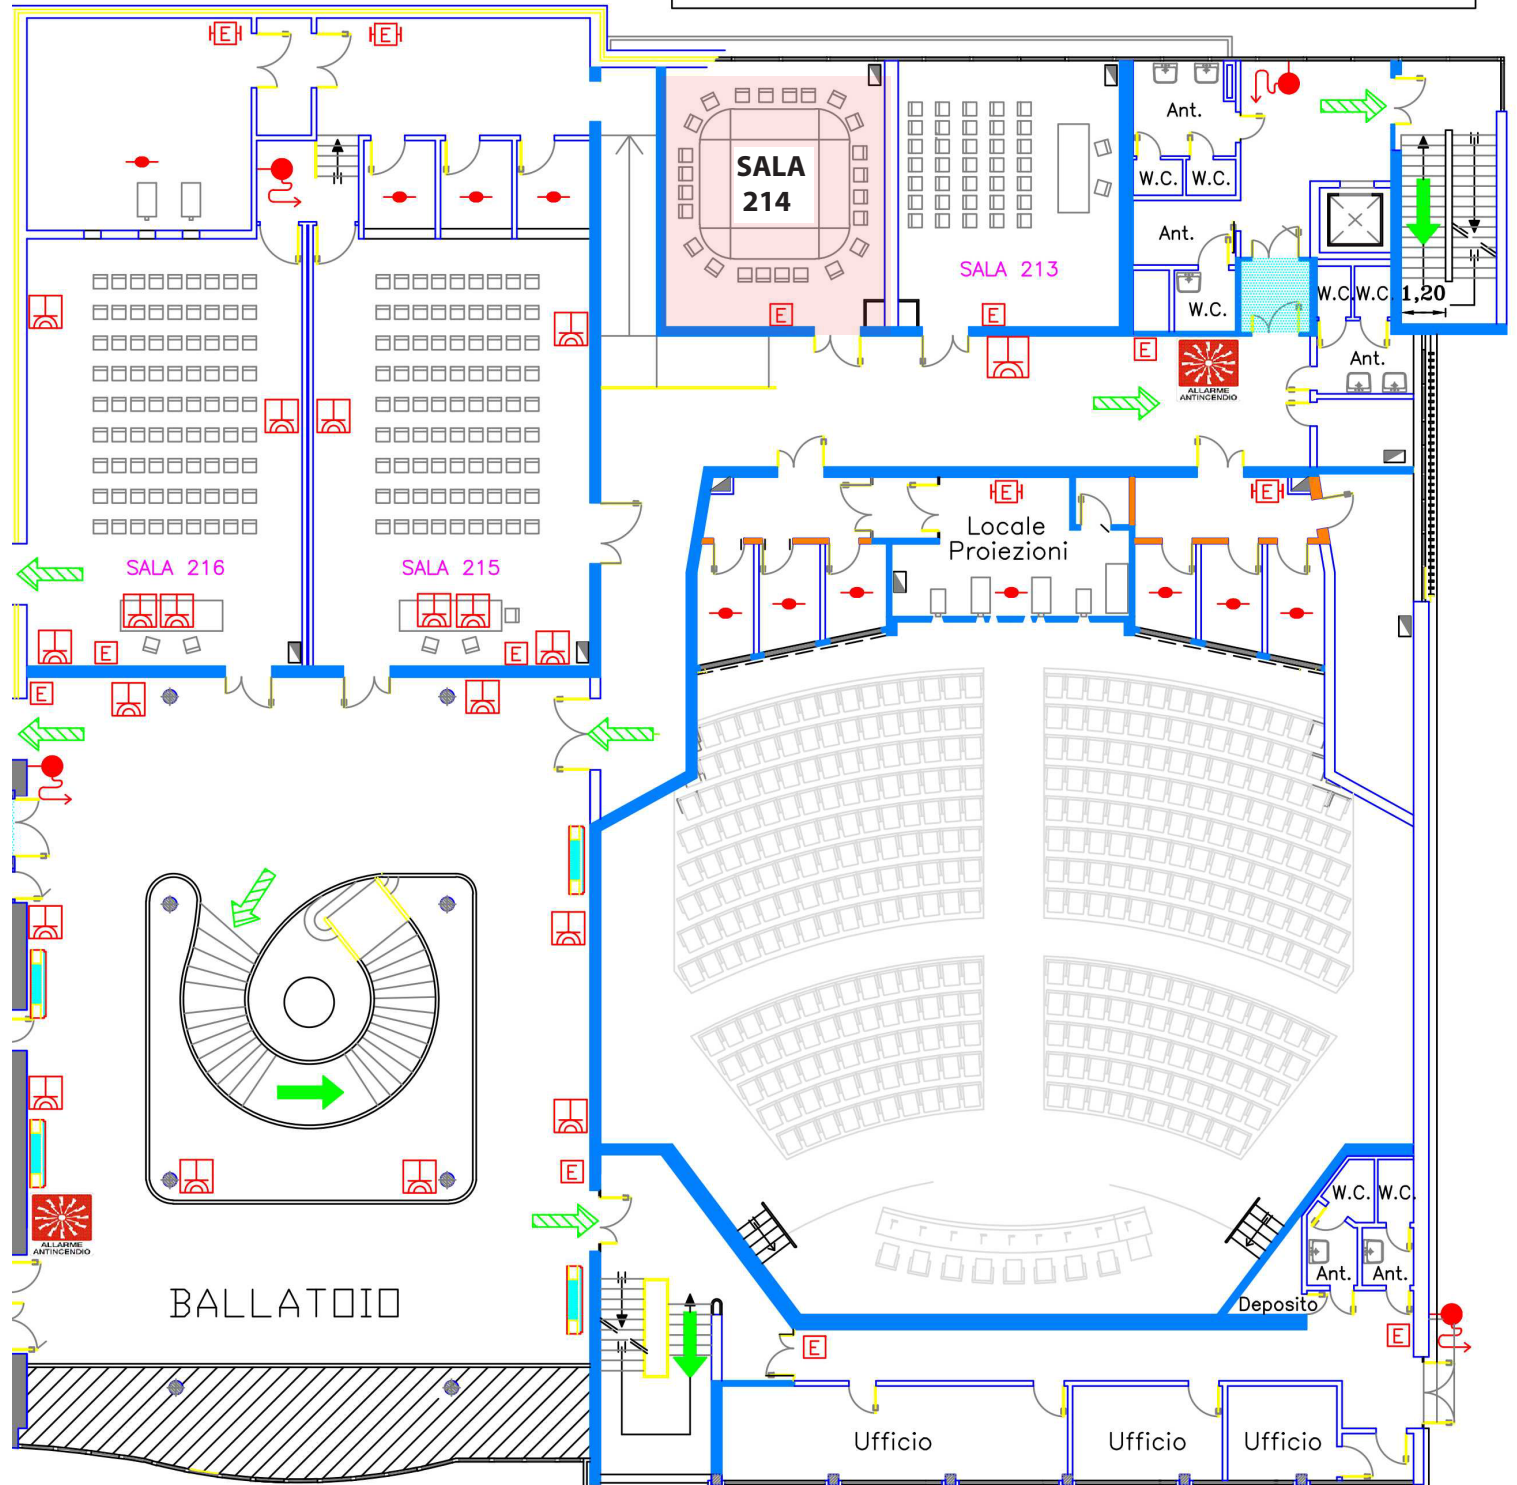 E
E
Ant.
SALA
214
W.C.
W.C.
Ant.
SALA 213
W.C.
W.C.
W.C.
1,20
E
E
E
ALLARME
ANTINCENDIO
Ant.
E
E
Locale
Proiezioni
SALA 216
SALA 215
E
E
E
E
W.C.
W.C.
ALLARME
ANTINCENDIO
Ant.
Ant.
BALLATOIO
Deposito
E
E
Ufficio
Ufficio
Ufficio